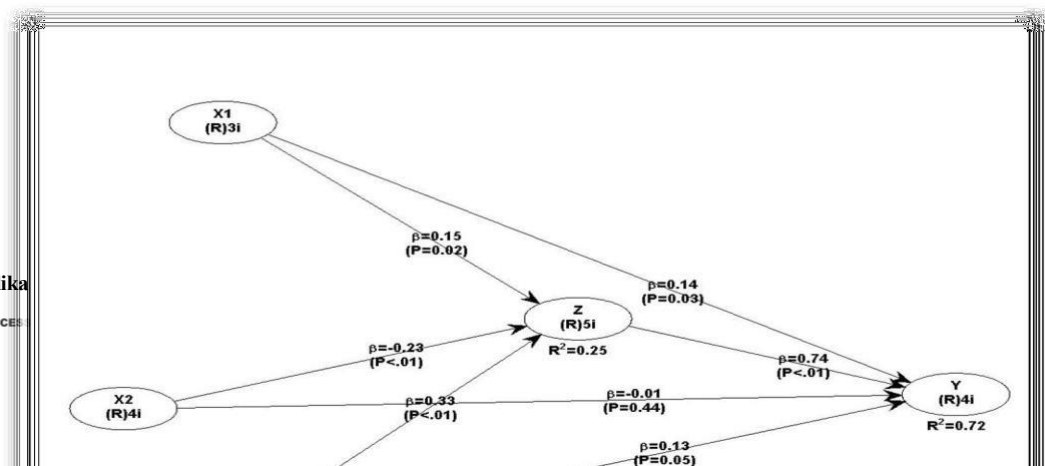 X1
(R)3i
β=0.15
(P=0.02)
β=0.14
(P=0.03)
Z
(R)5i
R²=0.25
β=-0.23
(P<.01)
β=0.74
(P<.01)
X2
(R)4i
β=0.33
(P<.01)
β=-0.01
(P=0.44)
Y
(R)4i
R²=0.72
β=0.13
(P=0.05)